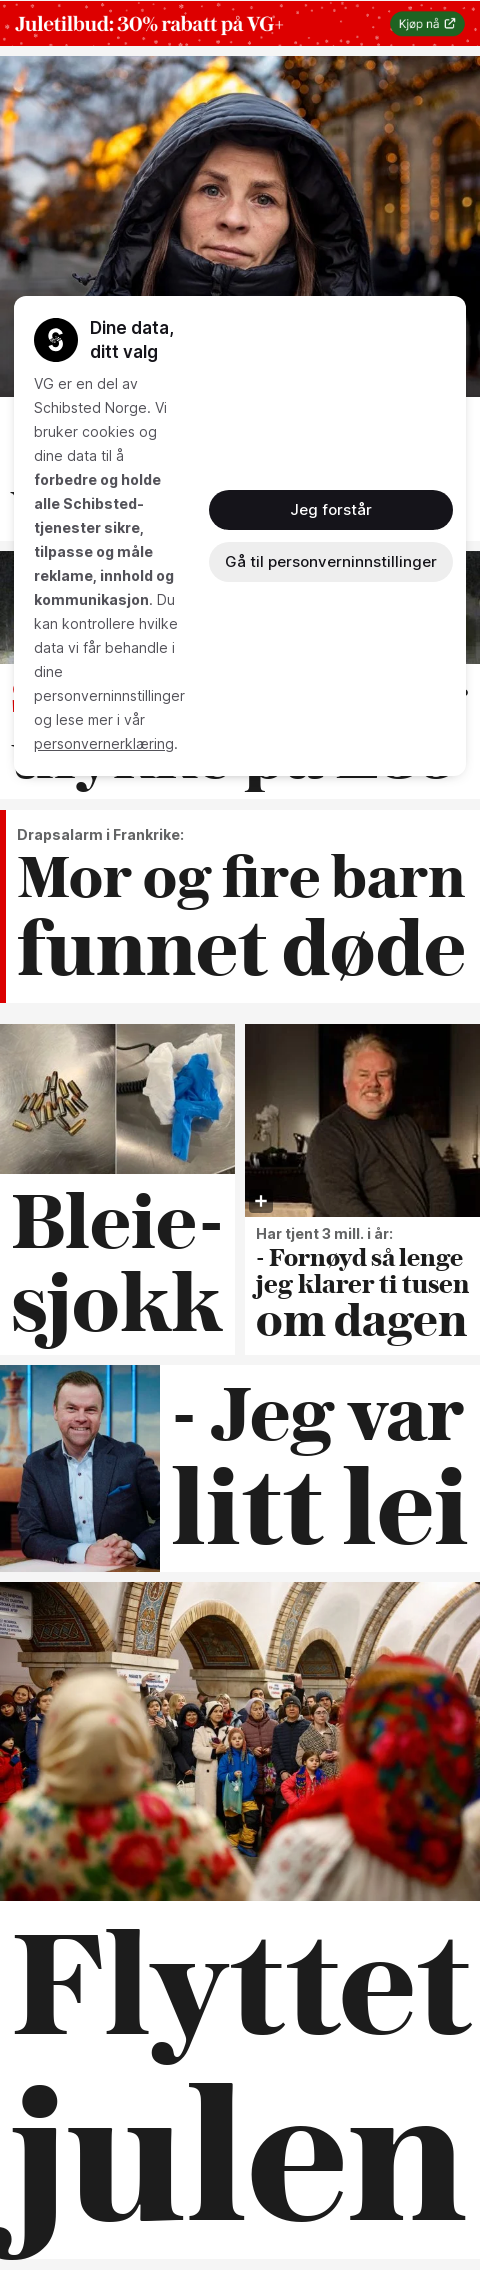 Juletilbud: 30% rabatt på VG+
Kjøp nå
Dine data,
ditt valg
VG er en del av
Schibsted Norge. Vi
bruker cookies og
dine data til å
forbedre og holde
alle Schibsted-
tjenester sikre,
tilpasse og måle
reklame, innhold og
kommunikasjon. Du
kan kontrollere hvilke
data vi får behandle i
dine
personverninnstillinger
og lese mer i vår
personvernerklæring.
Jeg forstår
Gå til personverninnstillinger
Drapsalarm i Frankrike:
Mor og fire barn
funnet døde
Bleie-
sjokk
Har tjent 3 mill. i år:
- Fornøyd så lenge
jeg klarer ti tusen
om dagen
- Jeg var
litt lei
Flyttet
julen